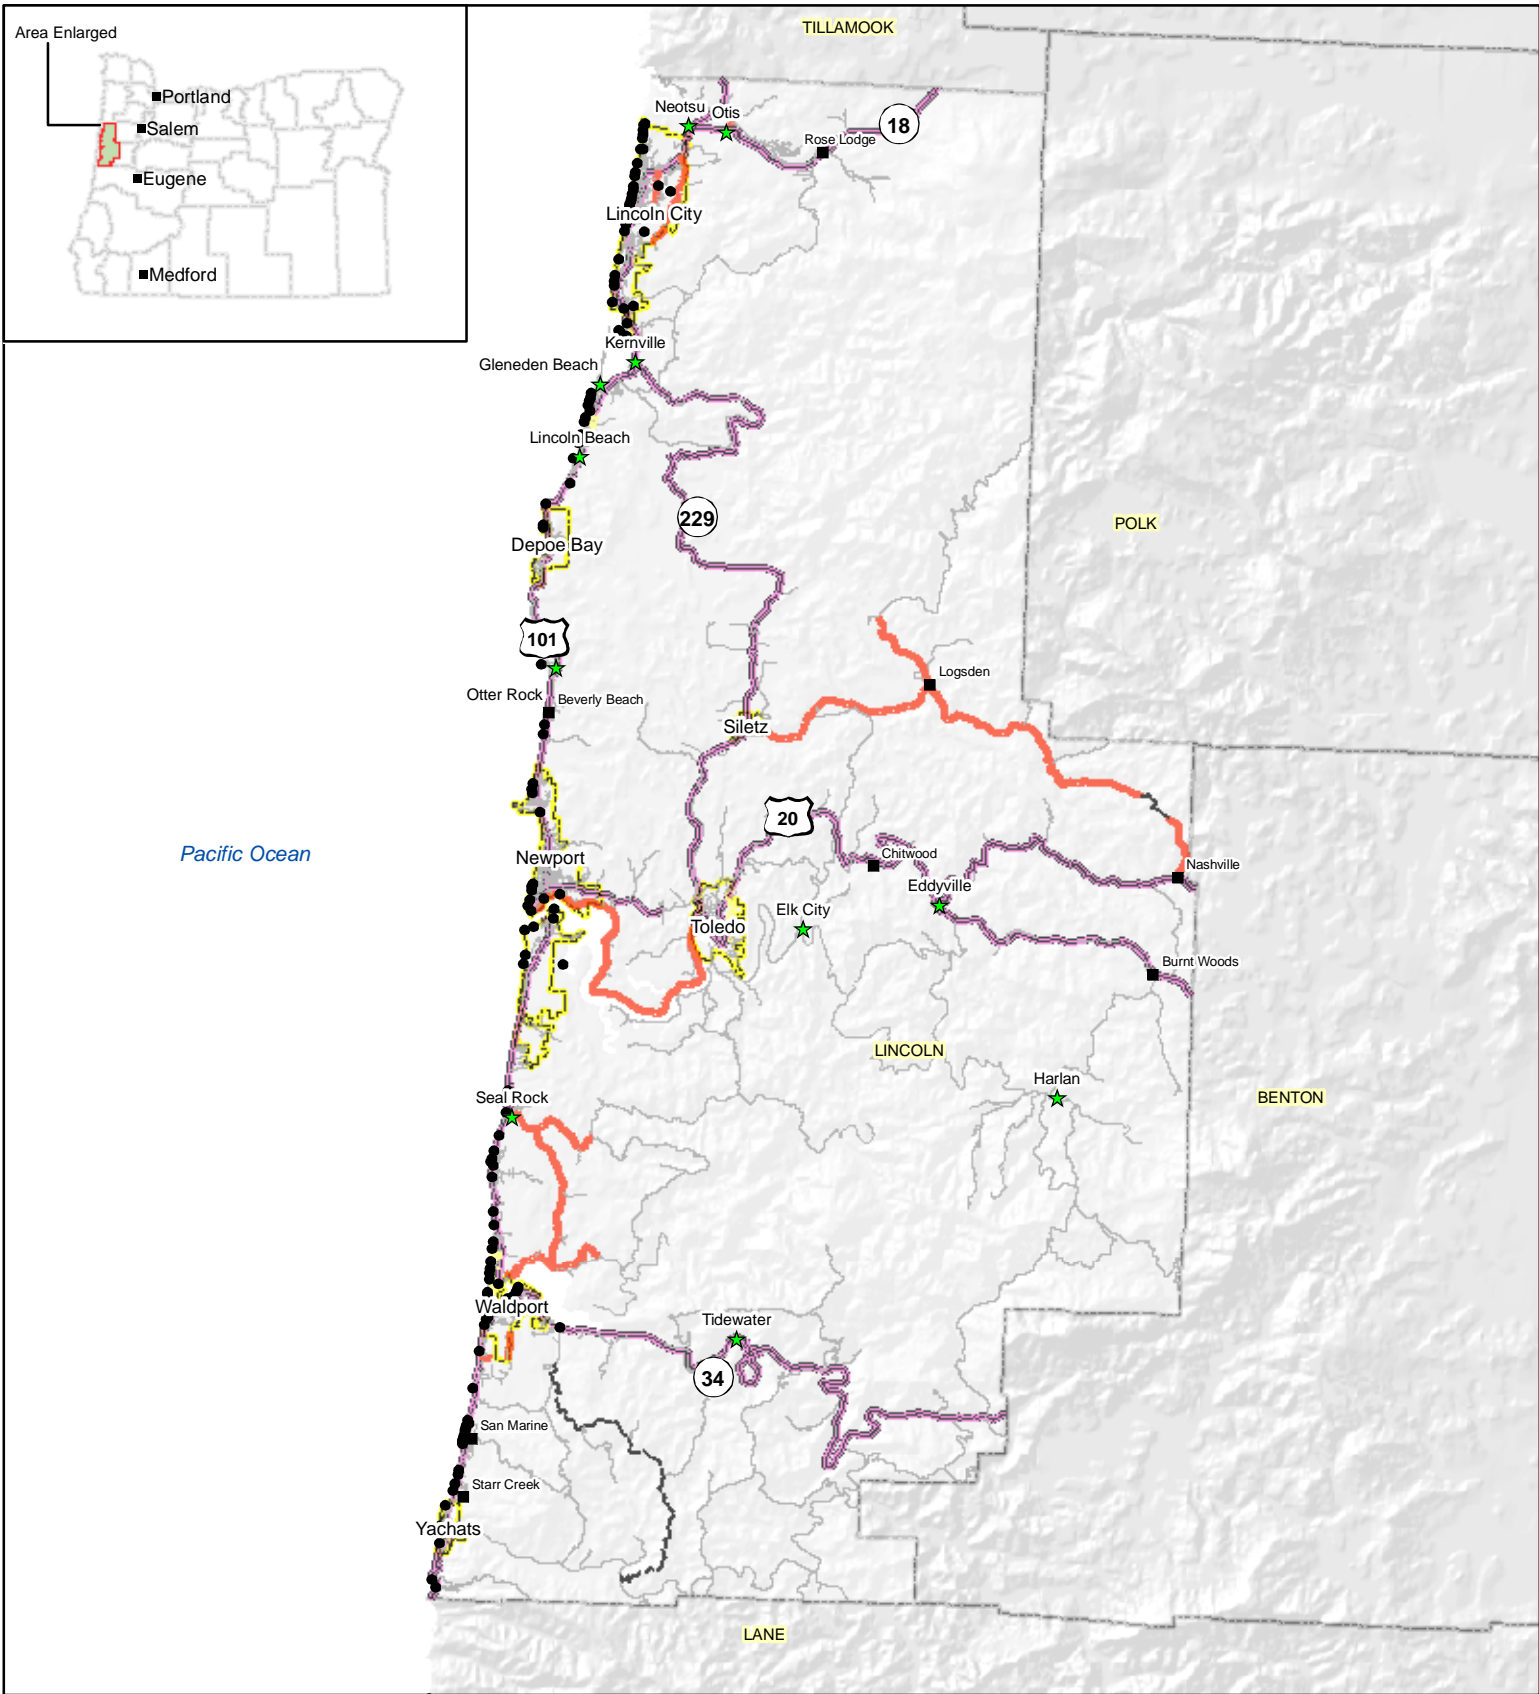 Area Enlarged
Portland
Salem
Eugene
Medford
TILLAMOOK
Neotsu
Otis
Rose Lodge
18
Lincoln City
Kernville
Gleneden Beach
Lincoln Beach
229
POLK
Depoe Bay
101
Logsden
Otter Rock
Beverly Beach
Siletz
20
Pacific Ocean
Newport
Chitwood
Nashville
Eddyville
Elk City
Toledo
Burnt Woods
LINCOLN
Harlan
Seal Rock
BENTON
Waldport
Tidewater
34
San Marine
Starr Creek
Yachats
LANE